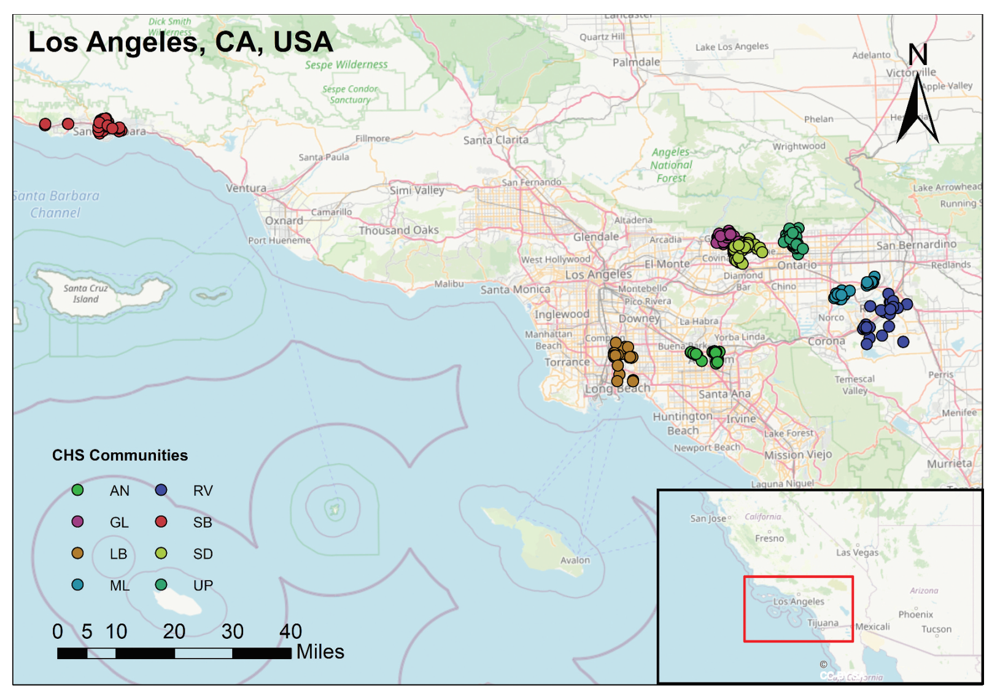 Lancaster
Dick Smith
Wilderness
Los Angeles, CA, USA
Quartz Hill
Lake Los Angeles
N
Adelanto
Sespe Wilderness
Palmdale
Victorville
Apple Valley
Sespe Condor
Sanctuary
Phelan
Fillmore
Santa Clarita
Wrightwood
Santa Paula
Angeles
National
Forest
San Fernando
Ventura
Simi Valley
Lake Arrowhead
Santa Barbara
Channel
Running S
Camarillo
Oxnard
Altadena
Thousand Oaks
Glendale
Arcadia
Port Hueneme
San Bernardino
West Hollywood
El Monte
Covin
Ontario
Redlands
Los Angeles
Diamond
Bar
Malibu
Santa Monica
Montebello
Chino
Santa Cruz
Island
Pico Rivera
Inglewood
Downey
La Habra
Norco
Manhattan
Beach
Compton
Yorba Linda
Corona
Buena Park
Torrance
Perris
Temescal
Valley
Long Beach
Santa Ana
Huntington
Beach
Irvine
Menifee
Lake Forest
Newport Beach
Mission Viejo
Murrieta
CHS Communities
Laguna Niguel
AN
RV
GL
SB
LB
SD
ML
UP
Avalon
0 5 10 20 30 40
Miles
San Jose
California
Fresno
Las Vegas
Los Angeles
Arizona
Phoenix
Tijuana
Mexicali
Tucson
©